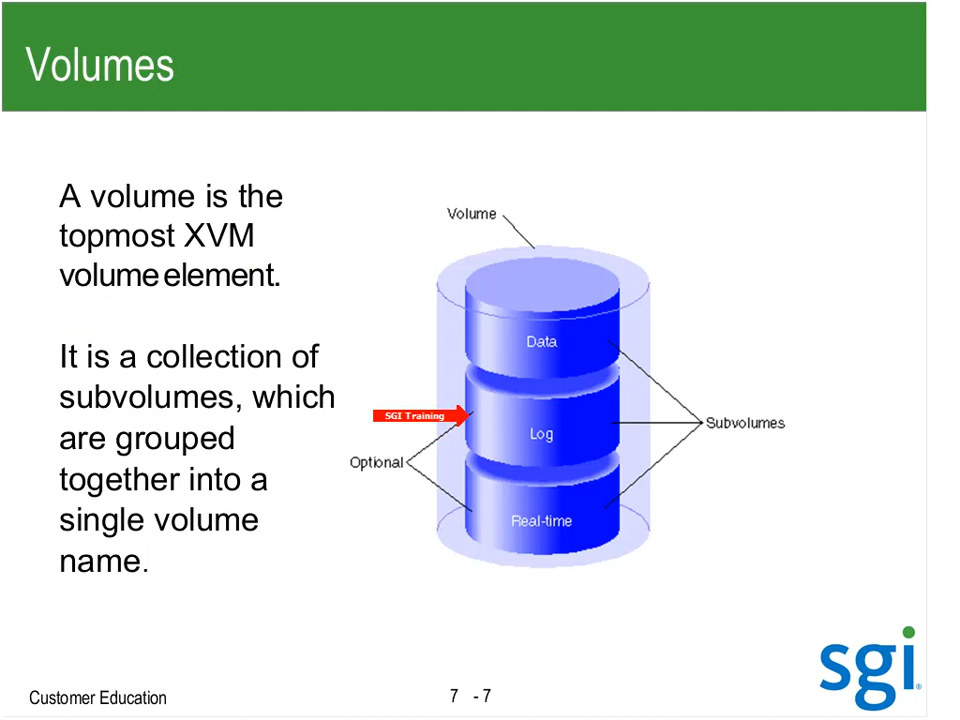 Volumes
A volume is the
topmost XVM
volume element.
It is a collection of
subvolumes, which
are grouped
together into a
single volume
name.
Volume
Data
SGI Training
Log
Subvolumes
Optional
Real-time
sgi®
Customer Education
7 - 7